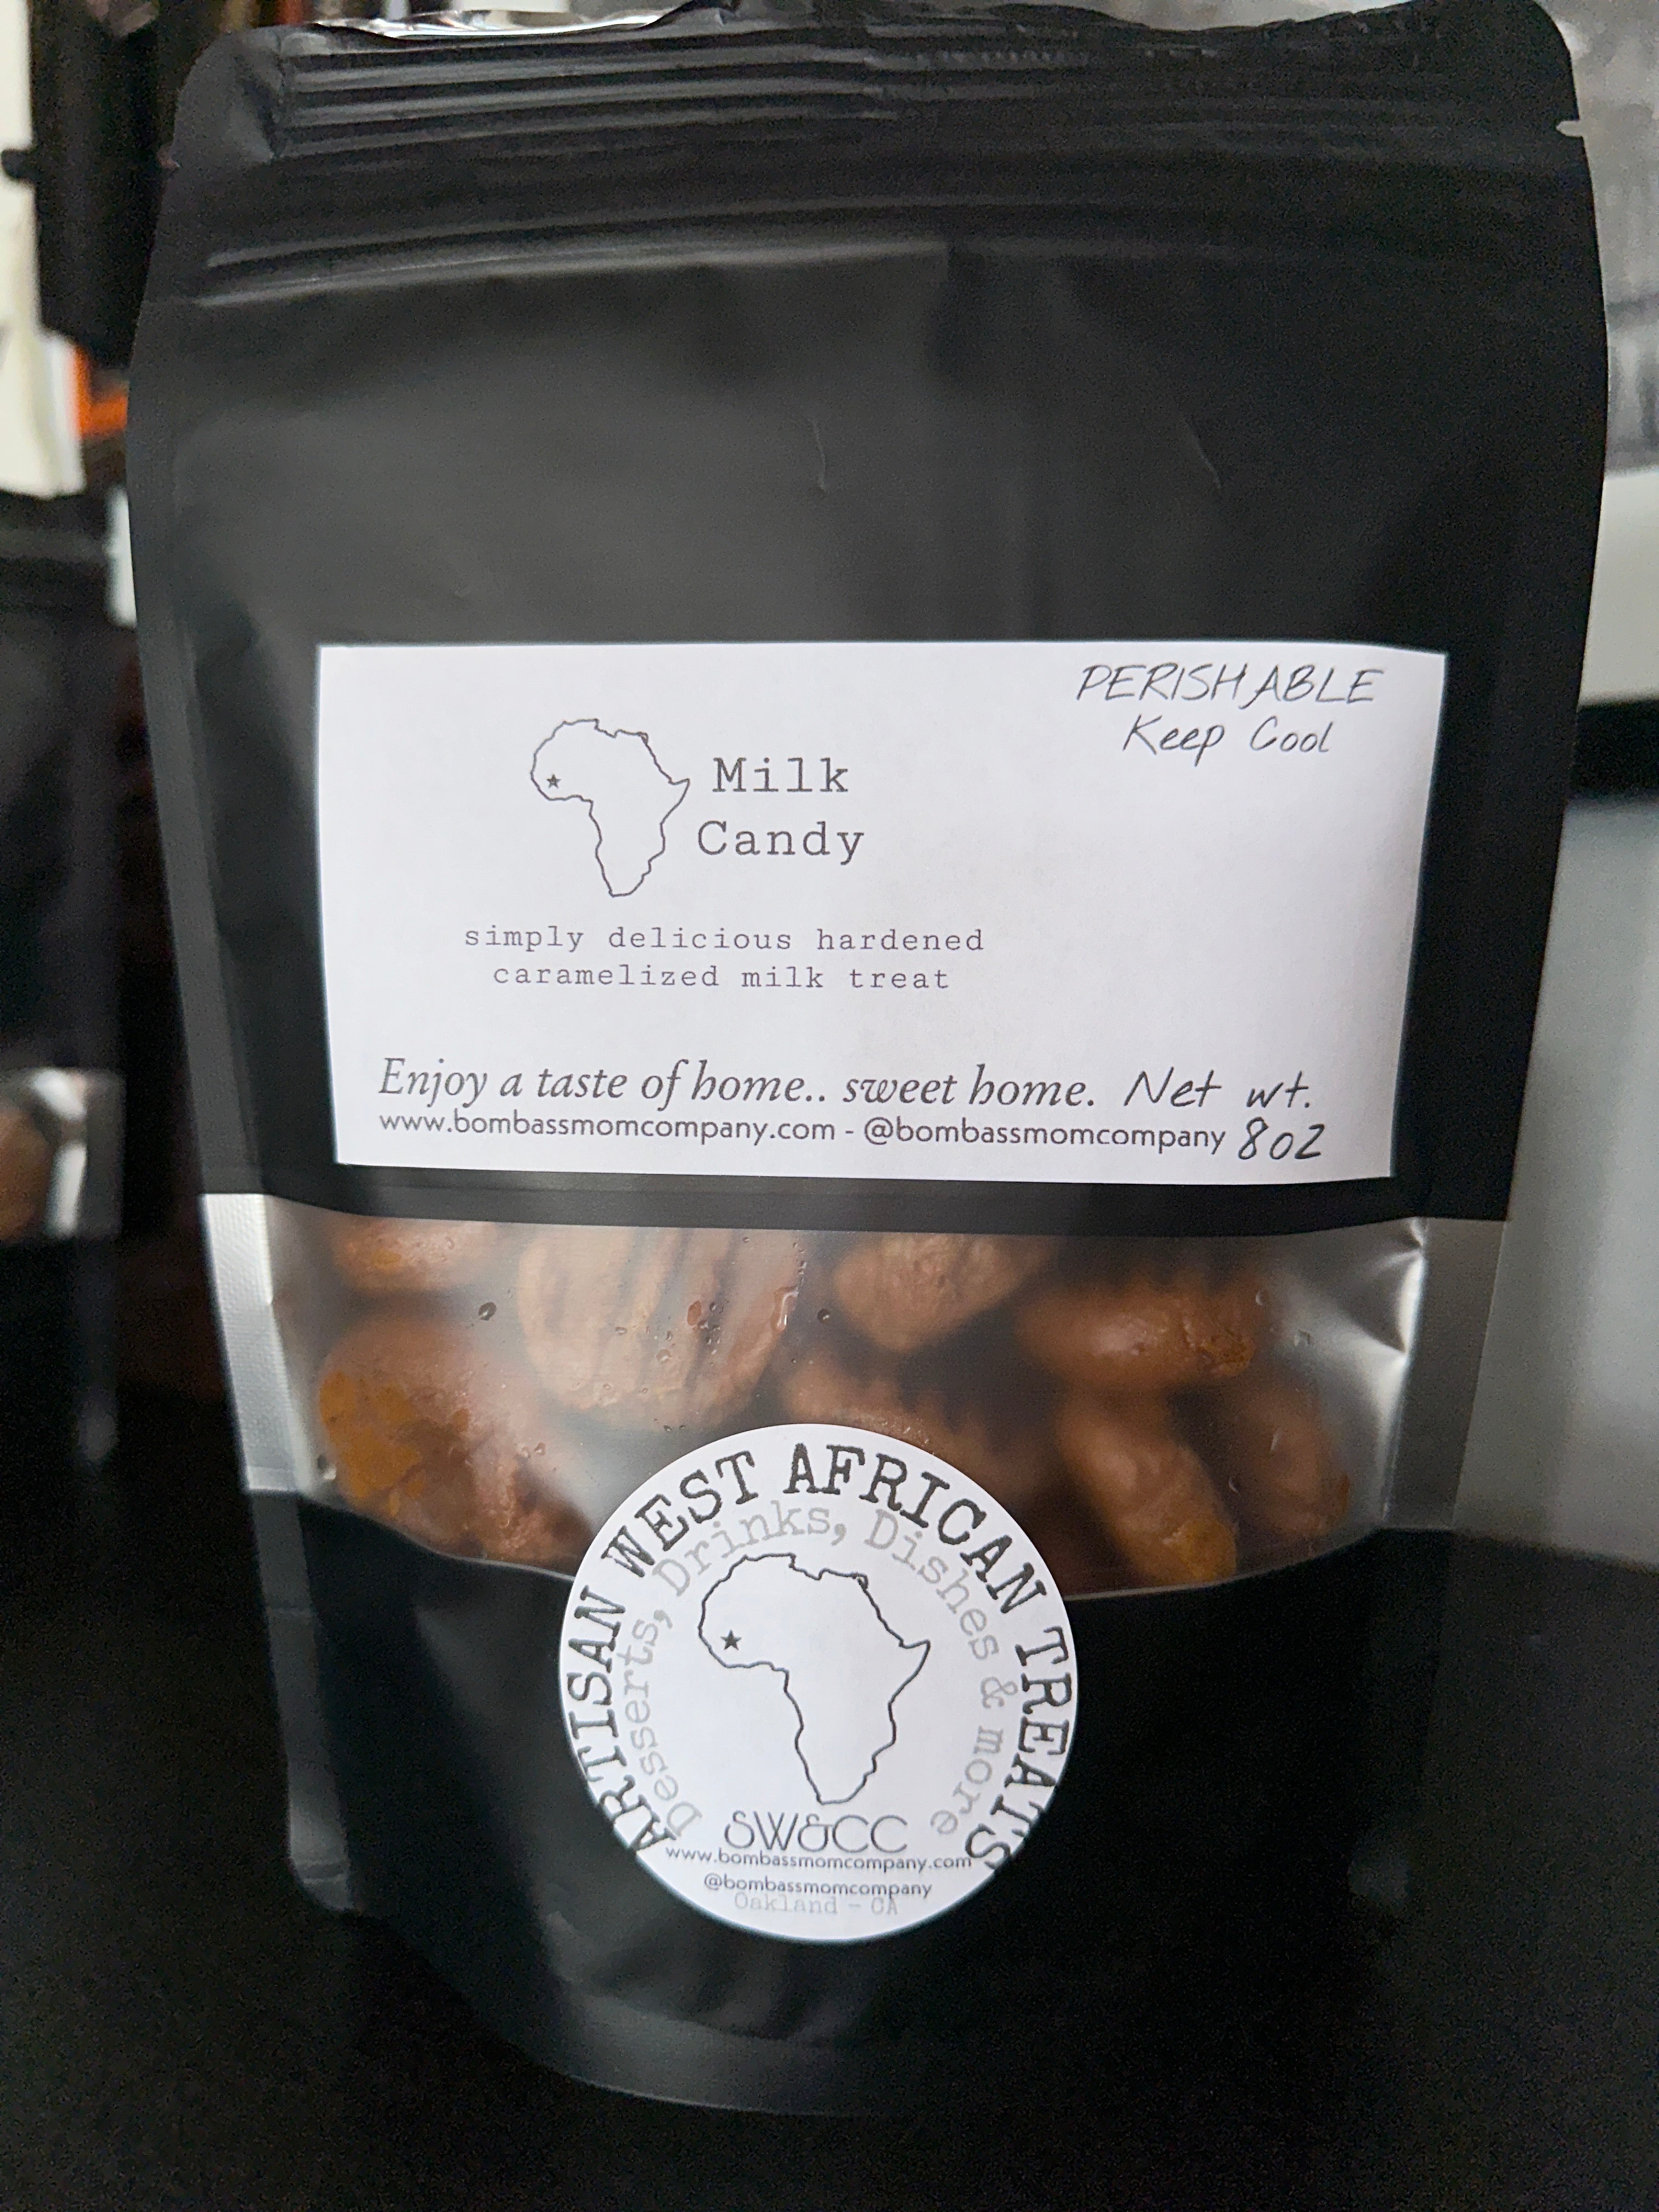 PERISHABLE
Keep Cool
Milk
Candy
simply delicious hardened
caramelized milk treat
Enjoy a taste of home.. sweet home. Net wt.
www.bombassmomcompany.com - @bombassmomcompany 8oz
ARTISAN WEST AFRICAN TREATS
Desserts, Drinks, Dishes & more
SW&CC
www.bombassmomcompany.com
@bombassmomcompany
Oakland - CA